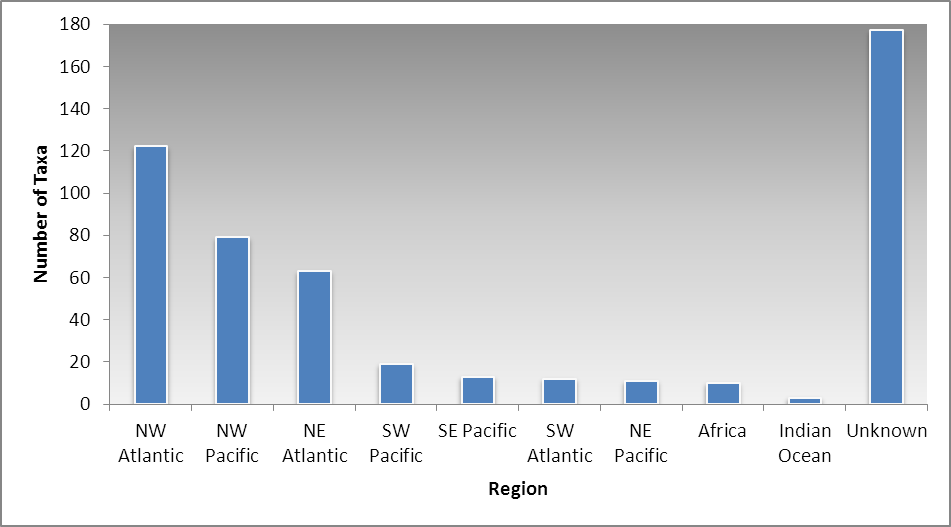 180
160
140
120
100
80
60
40
20
0
Number of Taxa
NW Atlantic
NW Pacific
NE Atlantic
SW Pacific
SE Pacific
SW Atlantic
NE Pacific
Africa
Indian Ocean
Unknown
Region